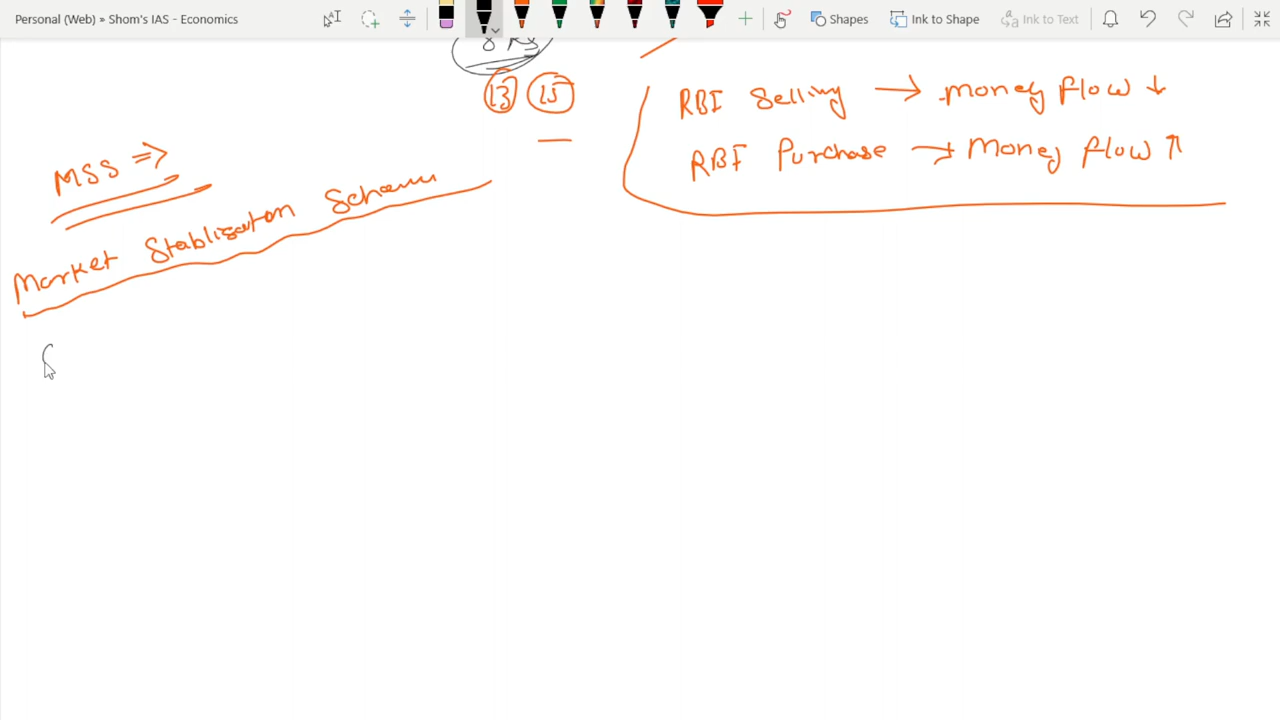 Personal (Web) » Shom's IAS - Economics
Shapes
Ink to Shape
Ink to Text
13 15
RBI Selling → money flow ↓
RBI Purchase → Money flow ↑
MSS ⇒
Market Stablisation Scheme